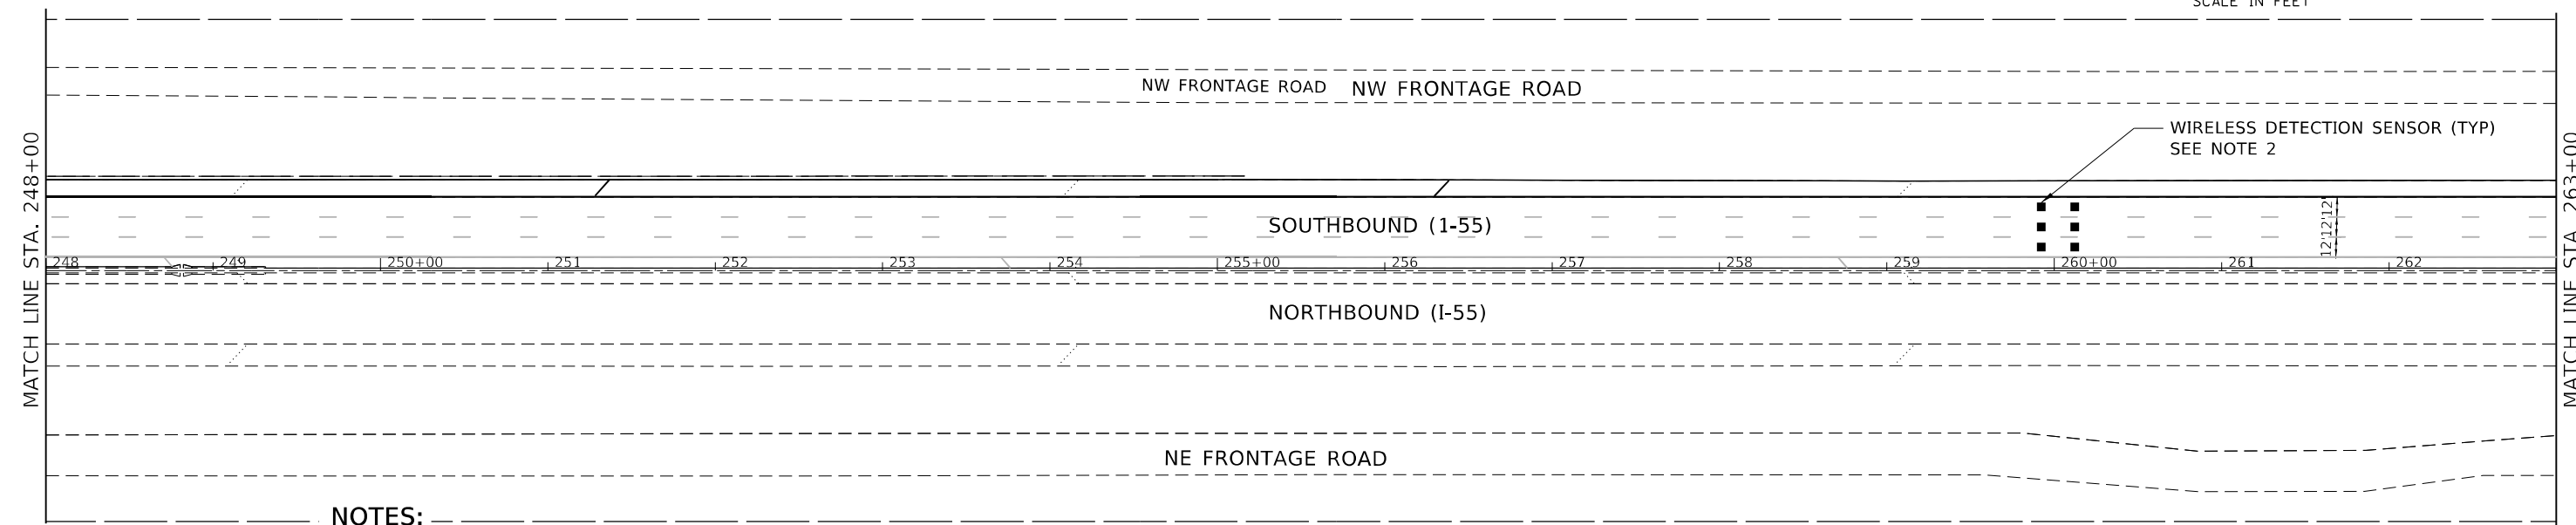 SCALE IN FEET
NW FRONTAGE ROAD NW FRONTAGE ROAD
WIRELESS DETECTION SENSOR (TYP)
SEE NOTE 2
MATCH LINE STA. 248+00
MATCH LINE STA. 263+00
SOUTHBOUND (1-55)
12'12'12'
248 249 250+00 251 252 253 254 255+00 256 257 258 259 260+00 261 262
NORTHBOUND (I-55)
NE FRONTAGE ROAD
NOTES: